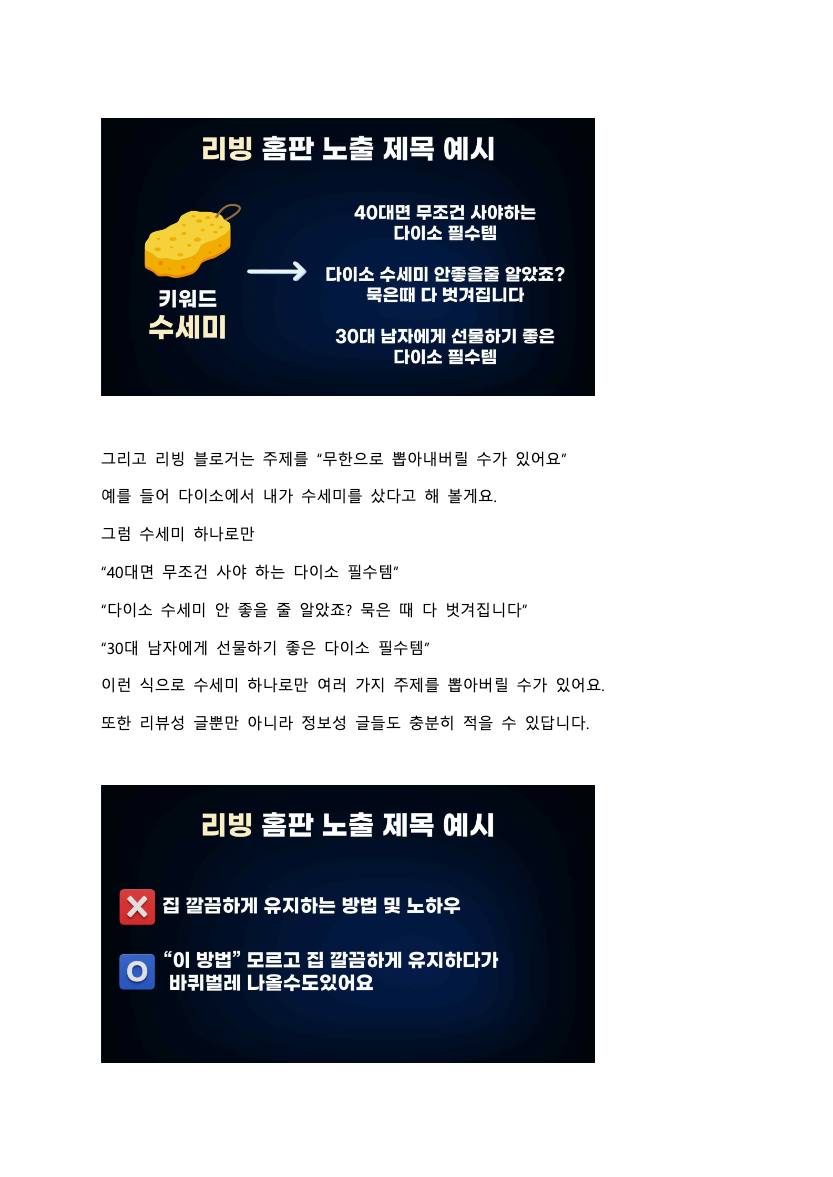 리빙 홈판 노출 제목 예시
키워드
수세미
40대면 무조건 사야하는
다이소 필수템
다이소 수세미 안좋을줄 알았죠?
묵은때 다 벗겨집니다
30대 남자에게 선물하기 좋은
다이소 필수템
그리고 리빙 블로거는 주제를 “무한으로 뽑아내버릴 수가 있어요”
예를 들어 다이소에서 내가 수세미를 샀다고 해 볼게요.
그럼 수세미 하나로만
“40대면 무조건 사야 하는 다이소 필수템”
“다이소 수세미 안 좋을 줄 알았죠? 묵은 때 다 벗겨집니다”
“30대 남자에게 선물하기 좋은 다이소 필수템”
이런 식으로 수세미 하나로만 여러 가지 주제를 뽑아버릴 수가 있어요.
또한 리뷰성 글뿐만 아니라 정보성 글들도 충분히 적을 수 있답니다.
리빙 홈판 노출 제목 예시
X 집 깔끔하게 유지하는 방법 및 노하우
O “이 방법” 모르고 집 깔끔하게 유지하다가
바퀴벌레 나올수도있어요